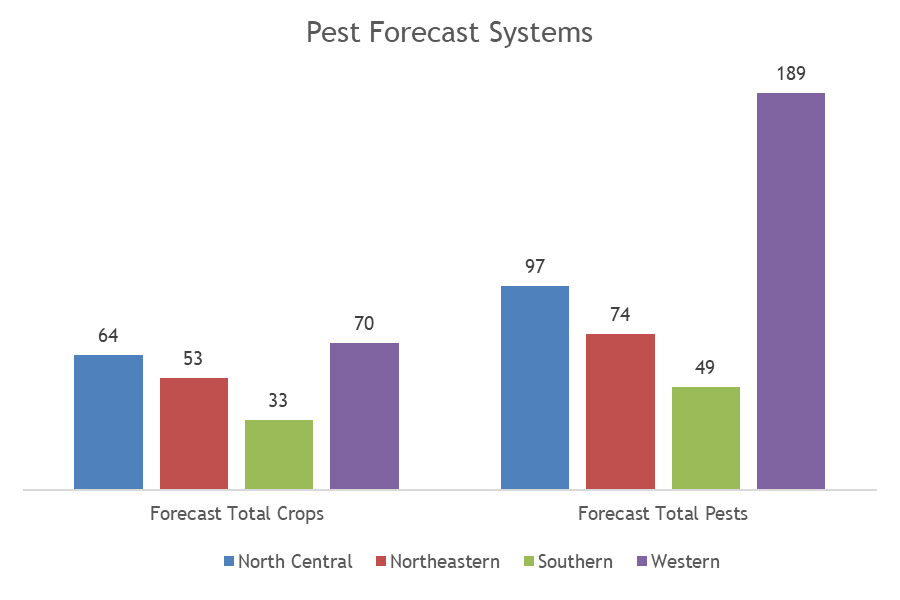 Pest Forecast Systems
189
97
74
70
64
53
49
33
Forecast Total Crops Forecast Total Pests
North Central Northeastern Southern Western